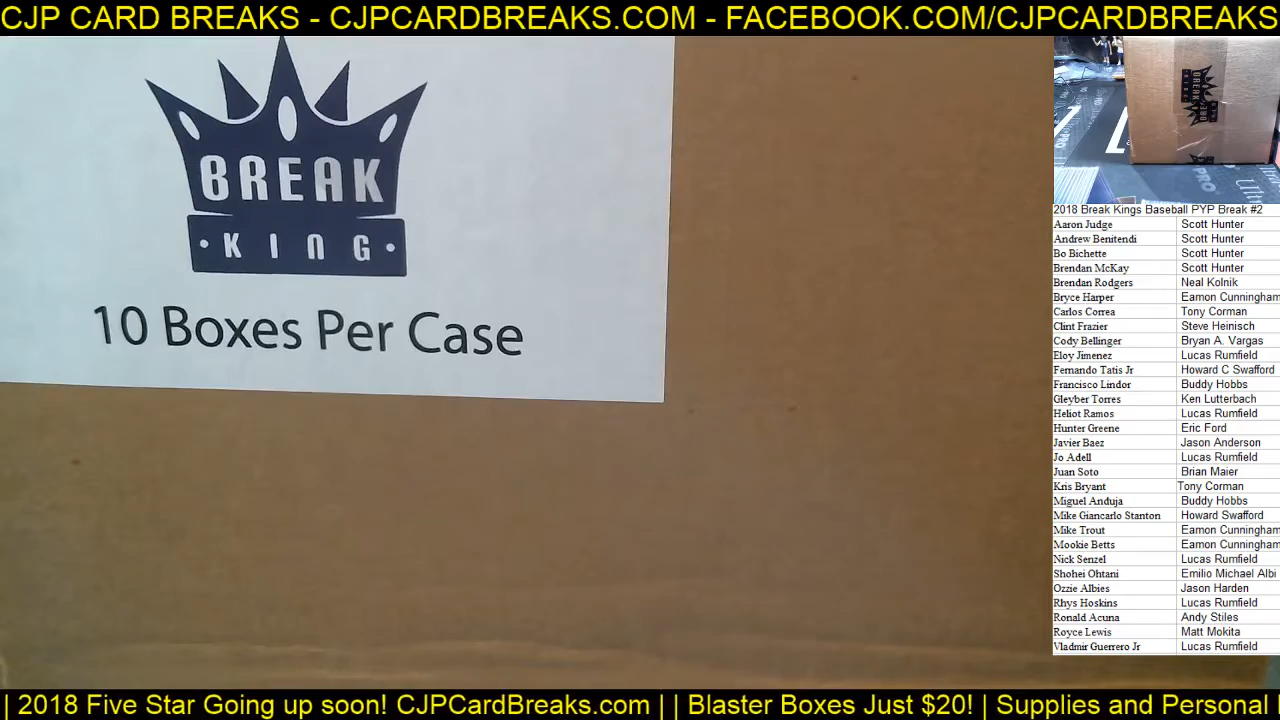 CJP CARD BREAKS - CJPCARDBREAKS.COM - FACEBOOK.COM/CJPCARDBREAKS
BREAK
KING
10 Boxes Per Case
BREAK
KING
PRO
2018 Break Kings Baseball PYP Break #2
Aaron Judge Scott Hunter
Andrew Benitendi Scott Hunter
Bo Bichette Scott Hunter
Brendan McKay Scott Hunter
Brendan Rodgers Neal Kolnik
Bryce Harper Eamon Cunningham
Carlos Correa Tony Corman
Clint Frazier Steve Heinisch
Cody Bellinger Bryan A. Vargas
Eloy Jimenez Lucas Rumfield
Fernando Tatis Jr Howard C Swafford
Francisco Lindor Buddy Hobbs
Gleyber Torres Ken Lutterbach
Heliot Ramos Lucas Rumfield
Hunter Greene Eric Ford
Javier Baez Jason Anderson
Jo Adell Lucas Rumfield
Juan Soto Brian Maier
Kris Bryant Tony Corman
Miguel Anduja Buddy Hobbs
Mike Giancarlo Stanton Howard Swafford
Mike Trout Eamon Cunningham
Mookie Betts Eamon Cunningham
Nick Senzel Lucas Rumfield
Shohei Ohtani Emilio Michael Albi
Ozzie Albies Jason Harden
Rhys Hoskins Lucas Rumfield
Ronald Acuna Andy Stiles
Royce Lewis Matt Mokita
Vladmir Guerrero Jr Lucas Rumfield
| 2018 Five Star Going up soon! CJPCardBreaks.com | | Blaster Boxes Just $20! | Supplies and Personal